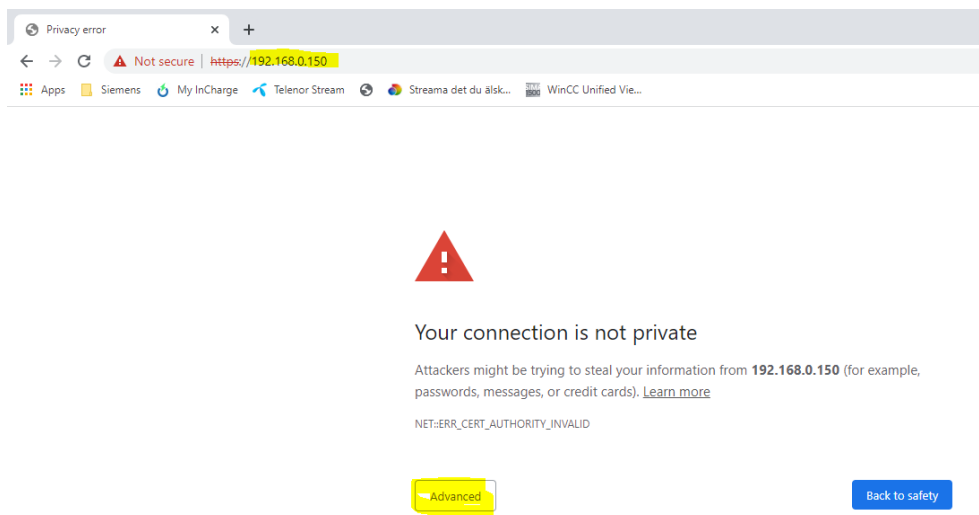 Privacy error
Not secure | https://192.168.0.150
Apps Siemens My InCharge Telenor Stream Streama det du älsk... WinCC Unified Vie...
Your connection is not private
Attackers might be trying to steal your information from 192.168.0.150 (for example,
passwords, messages, or credit cards). Learn more
NET::ERR_CERT_AUTHORITY_INVALID
Advanced Back to safety